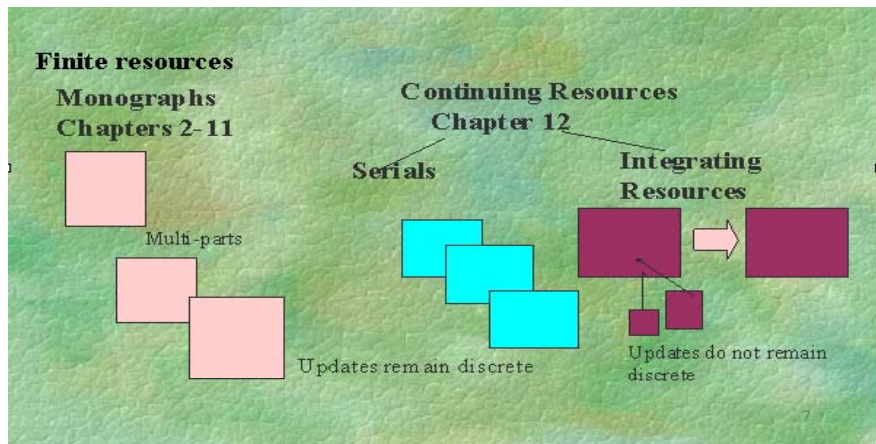 Finite resources
Monographs
Chapters 2-11
Multi-parts
Continuing Resources
Chapter 12
Serials
Integrating
Resources
Updates remain discrete
Updates do not remain
discrete
7